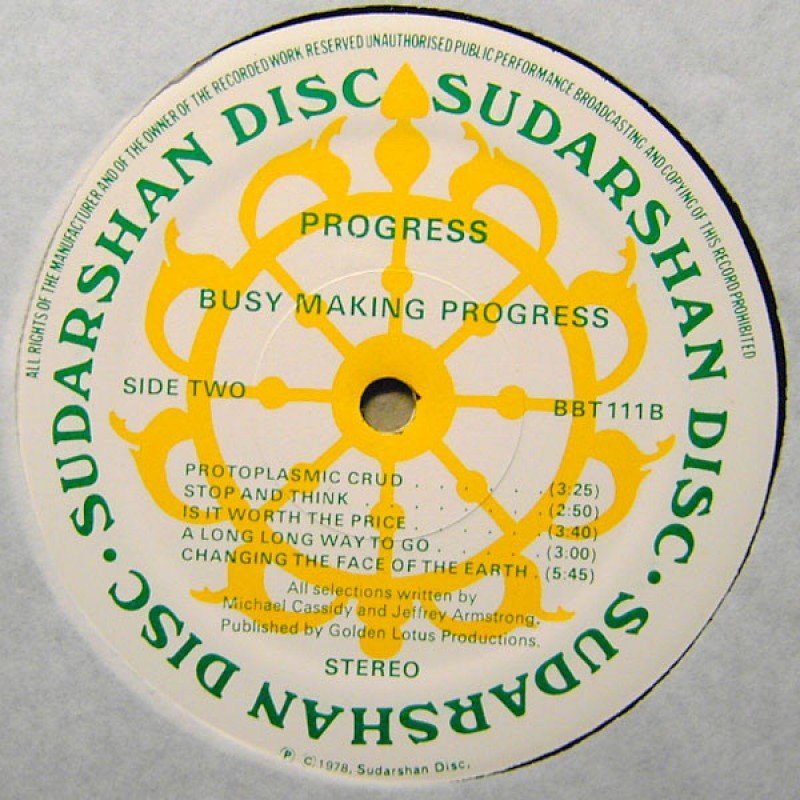 ALL RIGHTS OF THE MANUFACTURER AND OF THE OWNER OF THE RECORDED WORK RESERVED UNAUTHORISED PUBLIC PERFORMANCE BROADCASTING AND COPYING OF THIS RECORD PROHIBITED
SUDARSHAN DISC · SUDARSHAN DISC · SUDARSHAN DISC · SUDARSHAN DISC
PROGRESS
BUSY MAKING PROGRESS
SIDE TWO
BBT 111B
PROTOPLASMIC CRUD . . . . . . . (3:25)
STOP AND THINK . . . . . . . . . (2:50)
IS IT WORTH THE PRICE . . . . . . . (3:40)
A LONG LONG WAY TO GO . . . . . . (3:00)
CHANGING THE FACE OF THE EARTH . (5:45)
All selections written by
Michael Cassidy and Jeffrey Armstrong.
Published by Golden Lotus Productions.
STEREO
Ⓟ C)1978, Sudarshan Disc.